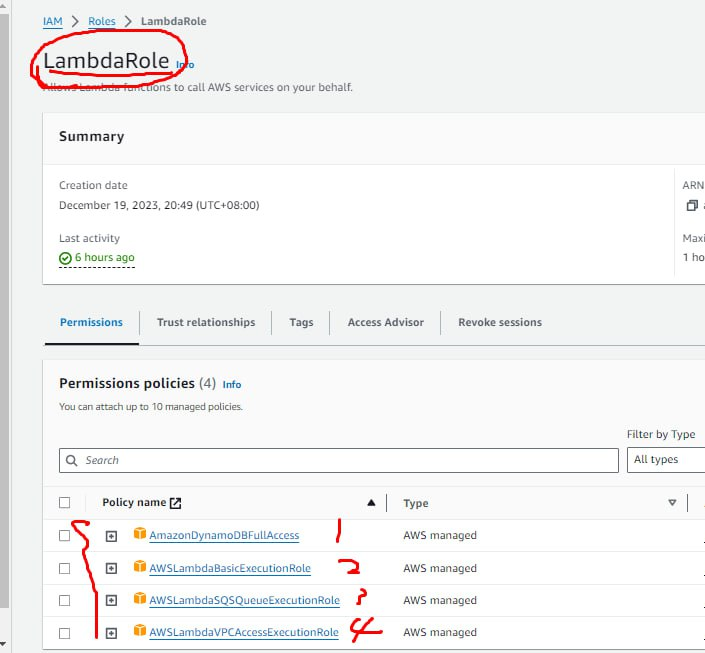 IAM > Roles > LambdaRole
LambdaRole Info
Allows Lambda functions to call AWS services on your behalf.
Summary
Creation date
ARN
December 19, 2023, 20:49 (UTC+08:00)
Last activity
Maxi
6 hours ago
1 ho
Permissions
Trust relationships
Tags
Access Advisor
Revoke sessions
Permissions policies (4) Info
You can attach up to 10 managed policies.
Filter by Type
Search
All types
Policy name
Type
AmazonDynamoDBFullAccess 1 AWS managed
AWSLambdaBasicExecutionRole 2 AWS managed
AWSLambdaSQSQueueExecutionRole 3 AWS managed
AWSLambdaVPCAccessExecutionRole 4 AWS managed